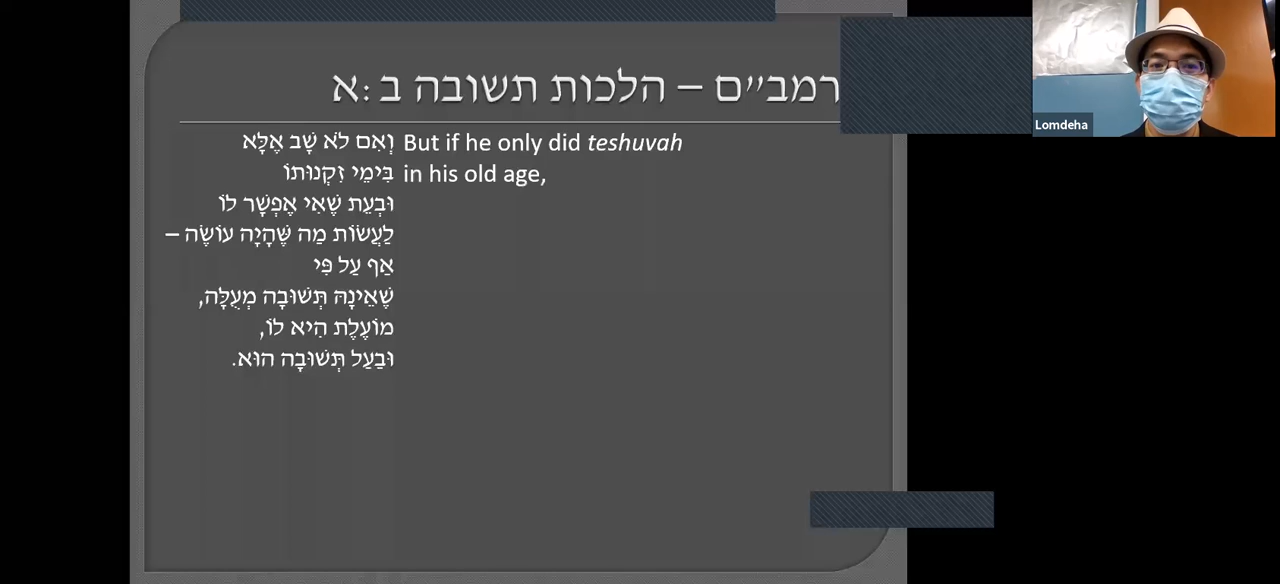 רמב״ם – הלכות תשובה ב:א
וְאִם לֹא שָׁב אֶלָּא
בִּימֵי זִקְנוּתוֹ
וּבְעֵת שֶׁאִי אֶפְשָׁר לוֹ
לַעֲשׂוֹת מַה שֶּׁהָיָה עוֹשֶׂה –
אַף עַל פִּי
שֶׁאֵינָהּ תְּשׁוּבָה מְעֻלָּה,
מוֹעֶלֶת הִיא לוֹ,
וּבַעַל תְּשׁוּבָה הוּא.
But if he only did teshuvah
in his old age,
Lomdeha